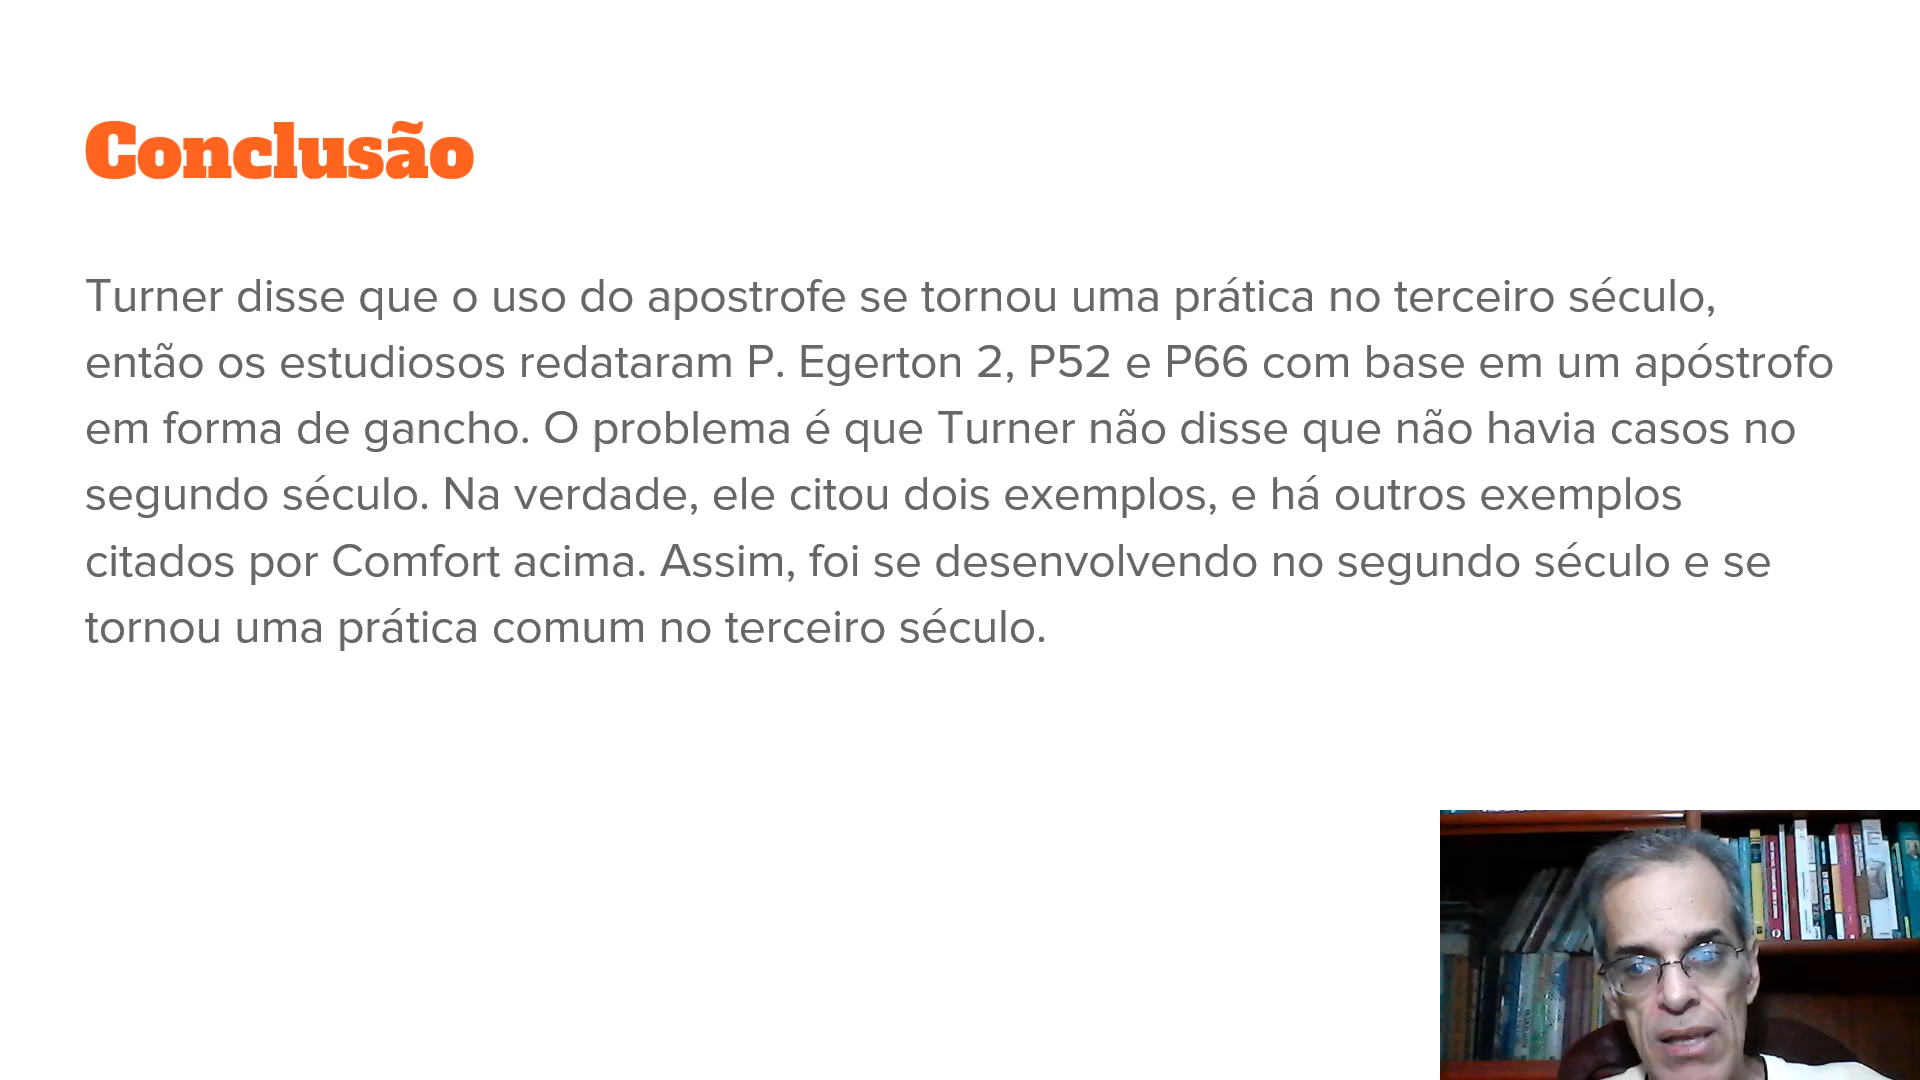 Conclusão
Turner disse que o uso do apostrofe se tornou uma prática no terceiro século,
então os estudiosos redataram P. Egerton 2, P52 e P66 com base em um apóstrofo
em forma de gancho. O problema é que Turner não disse que não havia casos no
segundo século. Na verdade, ele citou dois exemplos, e há outros exemplos
citados por Comfort acima. Assim, foi se desenvolvendo no segundo século e se
tornou uma prática comum no terceiro século.